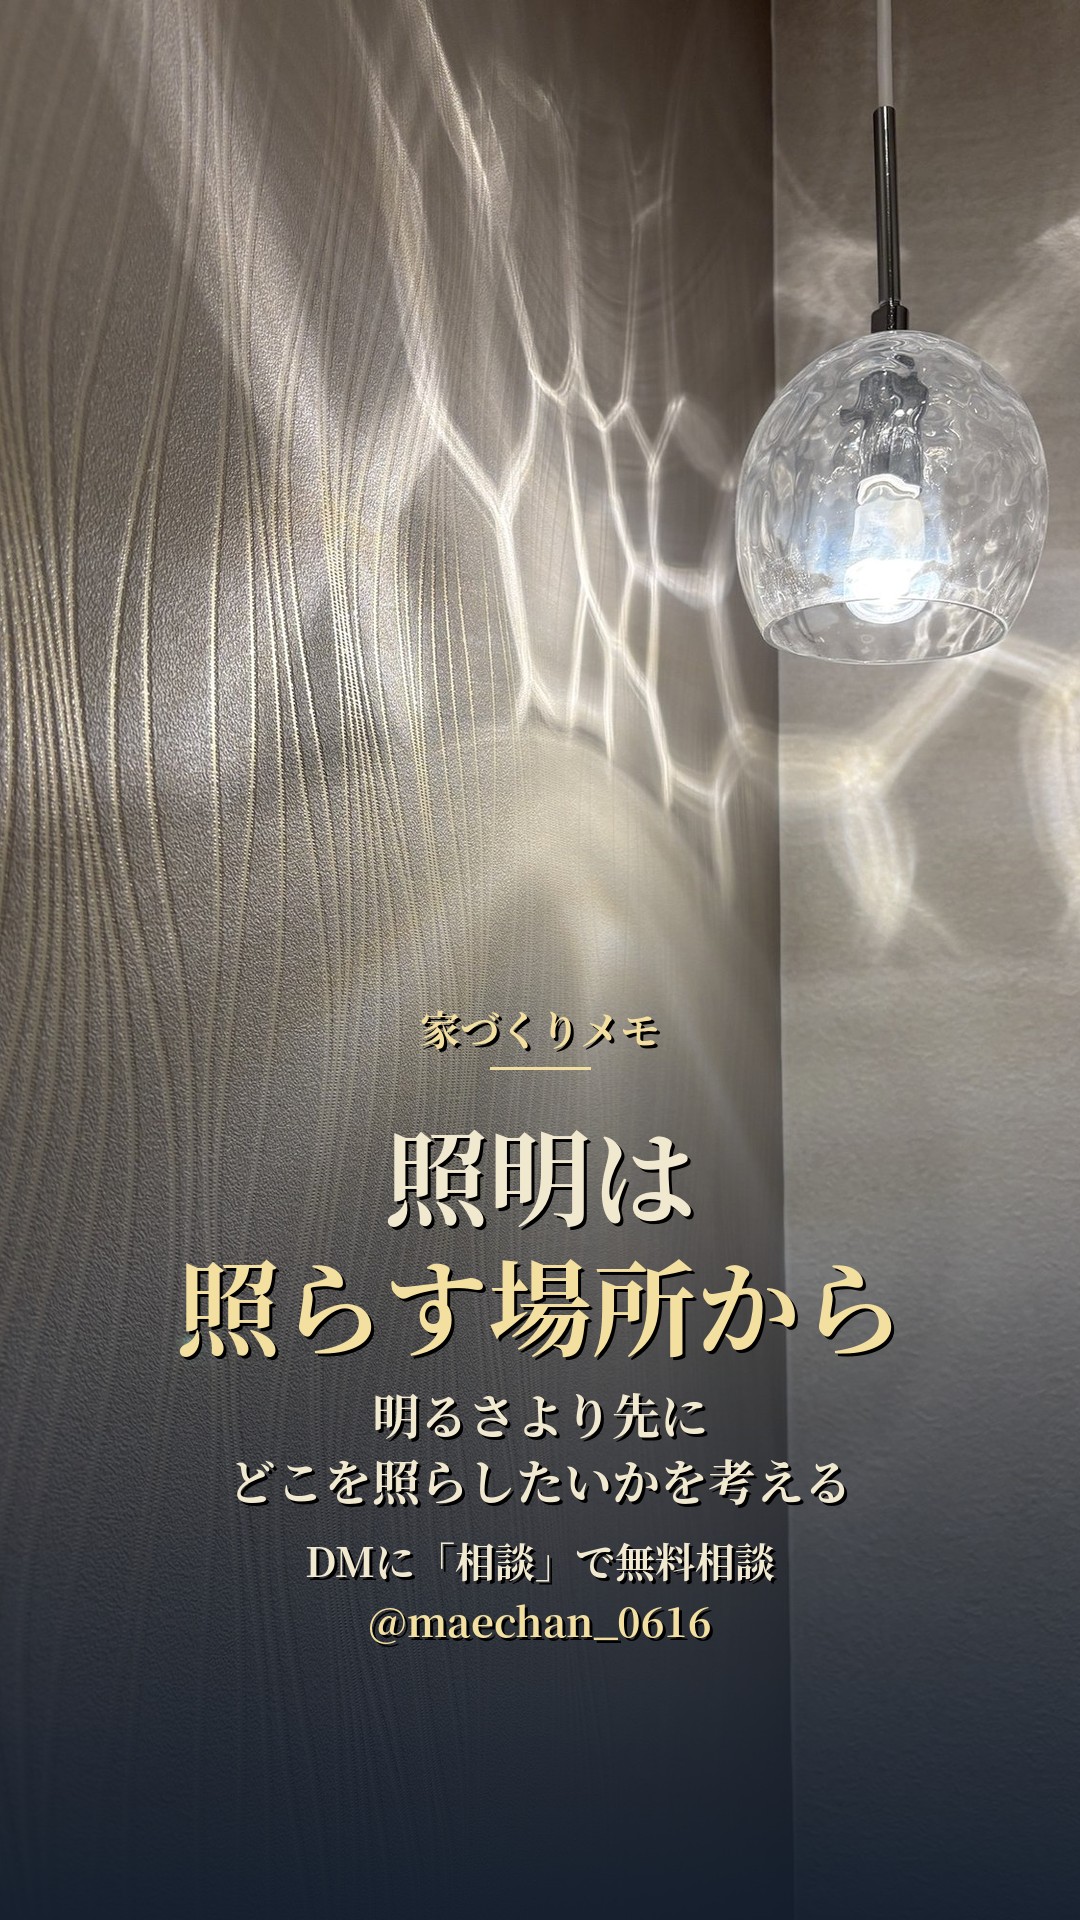 家づくりメモ
照明は
照らす場所から
明るさより先に
どこを照らしたいかを考える
DMに「相談」で無料相談
@maechan_0616